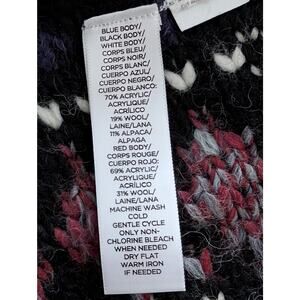 BLUE BODY/
BLACK BODY/
WHITE BODY/
CORPS BLEU/
CORPS NOIR/
CORPS BLANC/
CUERPO AZUL/
CUERPO NEGRO/
CUERPO BLANCO:
70% ACRYLIC/
ACRYLIQUE/
ACRÍLICO
19% WOOL/
LAINE/LANA
11% ALPACA/
ALPAGA
RED BODY/
CORPS ROUGE/
CUERPO ROJO:
69% ACRYLIC/
ACRYLIQUE/
ACRÍLICO
31% WOOL/
LAINE/LANA
MACHINE WASH
COLD
GENTLE CYCLE
ONLY NON-
CHLORINE BLEACH
WHEN NEEDED
DRY FLAT
WARM IRON
IF NEEDED